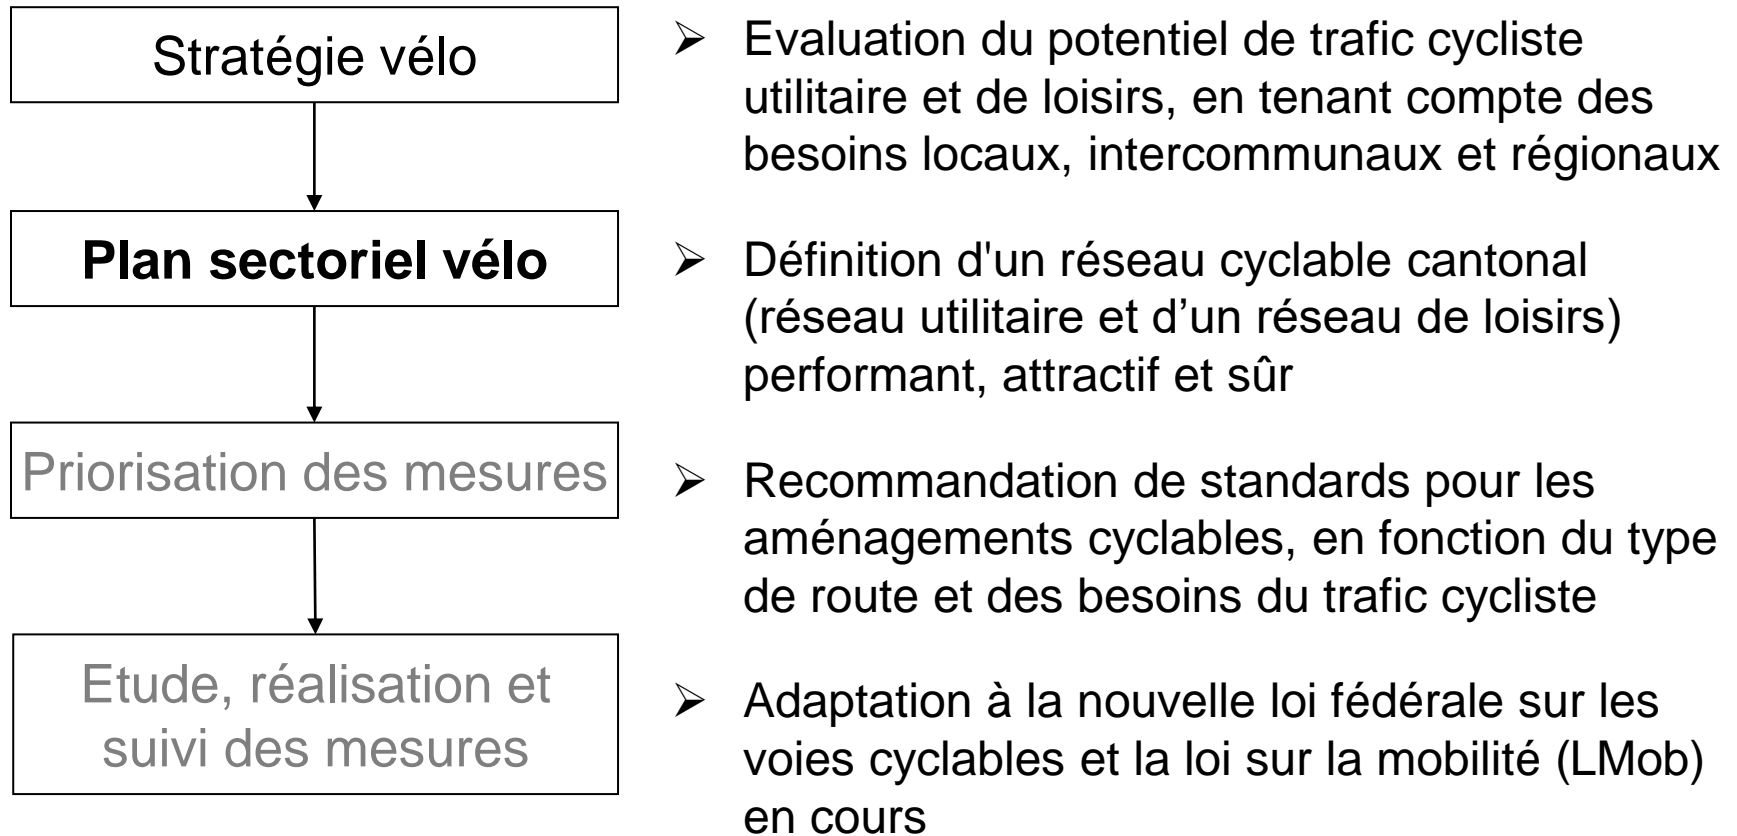 Stratégie vélo
Plan sectoriel vélo
Priorisation des mesures
Etude, réalisation et
suivi des mesures
➢ Evaluation du potentiel de trafic cycliste
utilitaire et de loisirs, en tenant compte des
besoins locaux, intercommunaux et régionaux
➢ Définition d'un réseau cyclable cantonal
(réseau utilitaire et d’un réseau de loisirs)
performant, attractif et sûr
➢ Recommandation de standards pour les
aménagements cyclables, en fonction du type
de route et des besoins du trafic cycliste
➢ Adaptation à la nouvelle loi fédérale sur les
voies cyclables et la loi sur la mobilité (LMob)
en cours